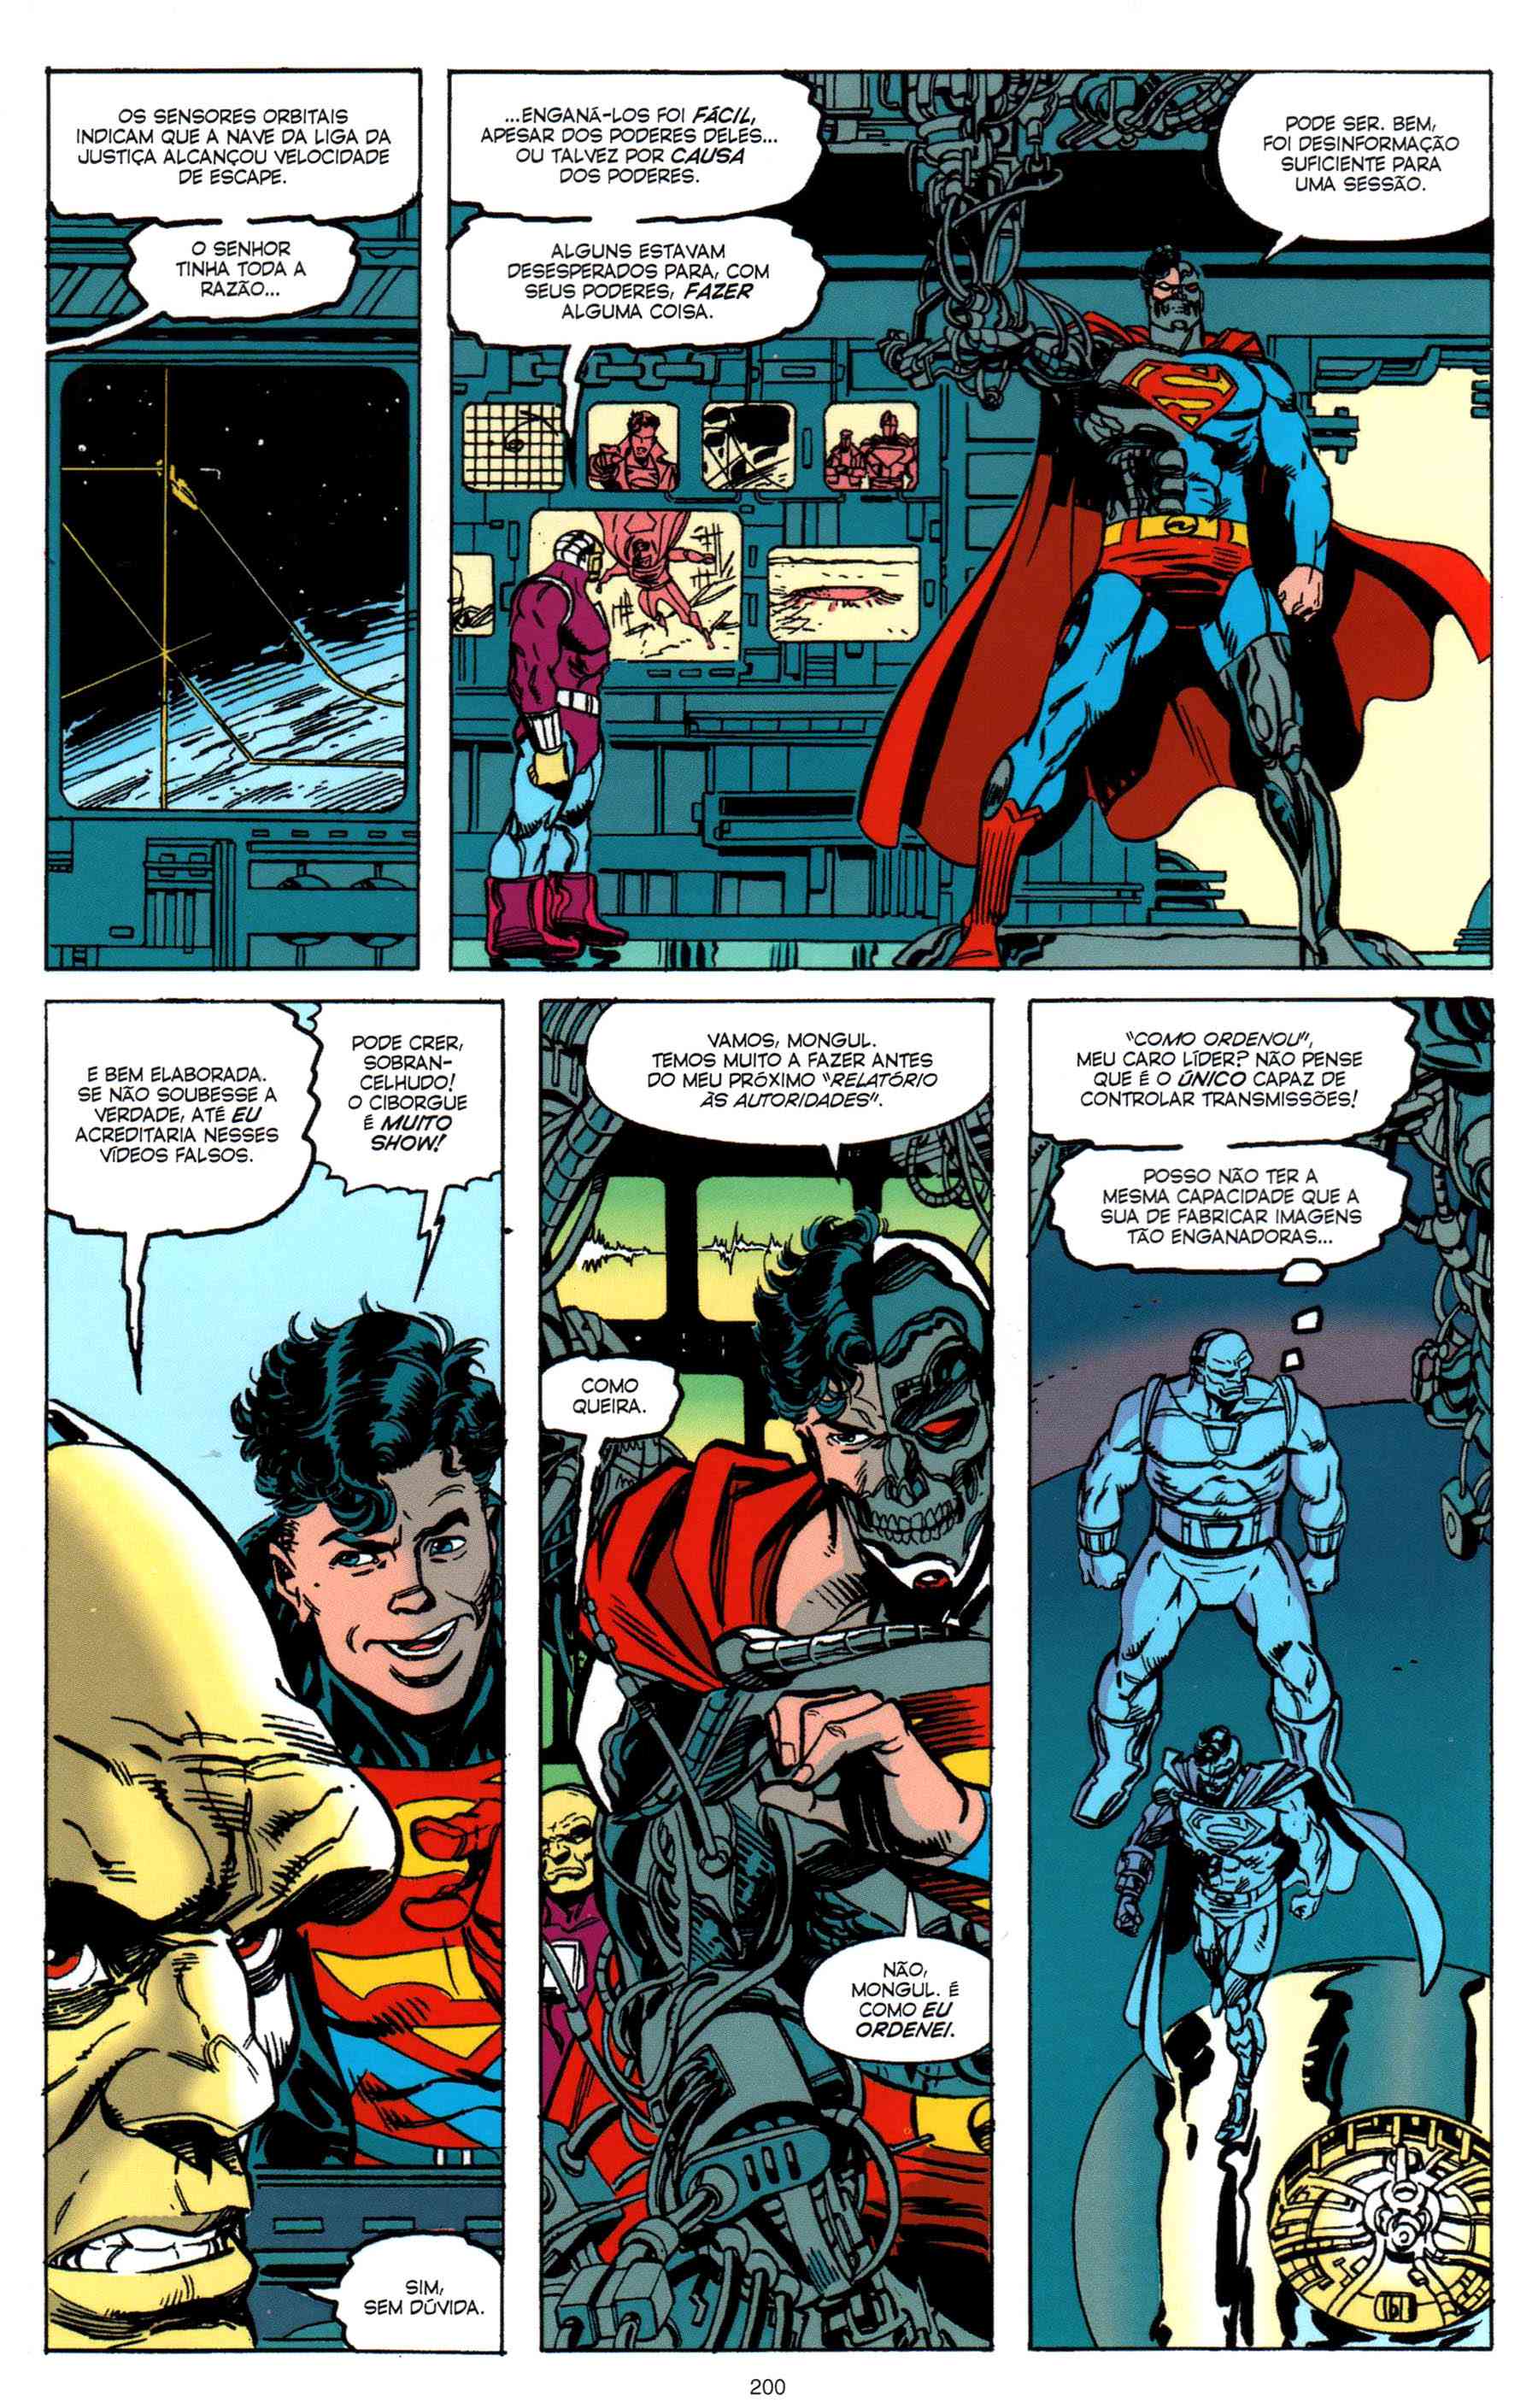 OS SENSORES ORBITAIS
INDICAM QUE A NAVE DA LIGA DA
JUSTIÇA ALCANÇOU VELOCIDADE
DE ESCAPE.
O SENHOR
TINHA TODA A
RAZÃO...
...ENGANÁ-LOS FOI FÁCIL,
APESAR DOS PODERES DELES...
OU TALVEZ POR CAUSA
DOS PODERES.
ALGUNS ESTAVAM
DESESPERADOS PARA, COM
SEUS PODERES, FAZER
ALGUMA COISA.
PODE SER. BEM,
FOI DESINFORMAÇÃO
SUFICIENTE PARA
UMA SESSÃO.
E BEM ELABORADA.
SE NÃO SOUBESSE A
VERDADE, ATÉ EU
ACREDITARIA NESSES
VÍDEOS FALSOS.
PODE CRER,
SOBRAN-
CELHUDO!
O CIBORGUE
É MUITO
SHOW!
SIM,
SEM DÚVIDA.
VAMOS, MONGUL.
TEMOS MUITO A FAZER ANTES
DO MEU PRÓXIMO "RELATÓRIO
ÀS AUTORIDADES".
COMO
QUEIRA.
NÃO,
MONGUL. É
COMO EU
ORDENEI.
"COMO ORDENOU",
MEU CARO LÍDER? NÃO PENSE
QUE É O ÚNICO CAPAZ DE
CONTROLAR TRANSMISSÕES!
POSSO NÃO TER A
MESMA CAPACIDADE QUE A
SUA DE FABRICAR IMAGENS
TÃO ENGANADORAS...
200